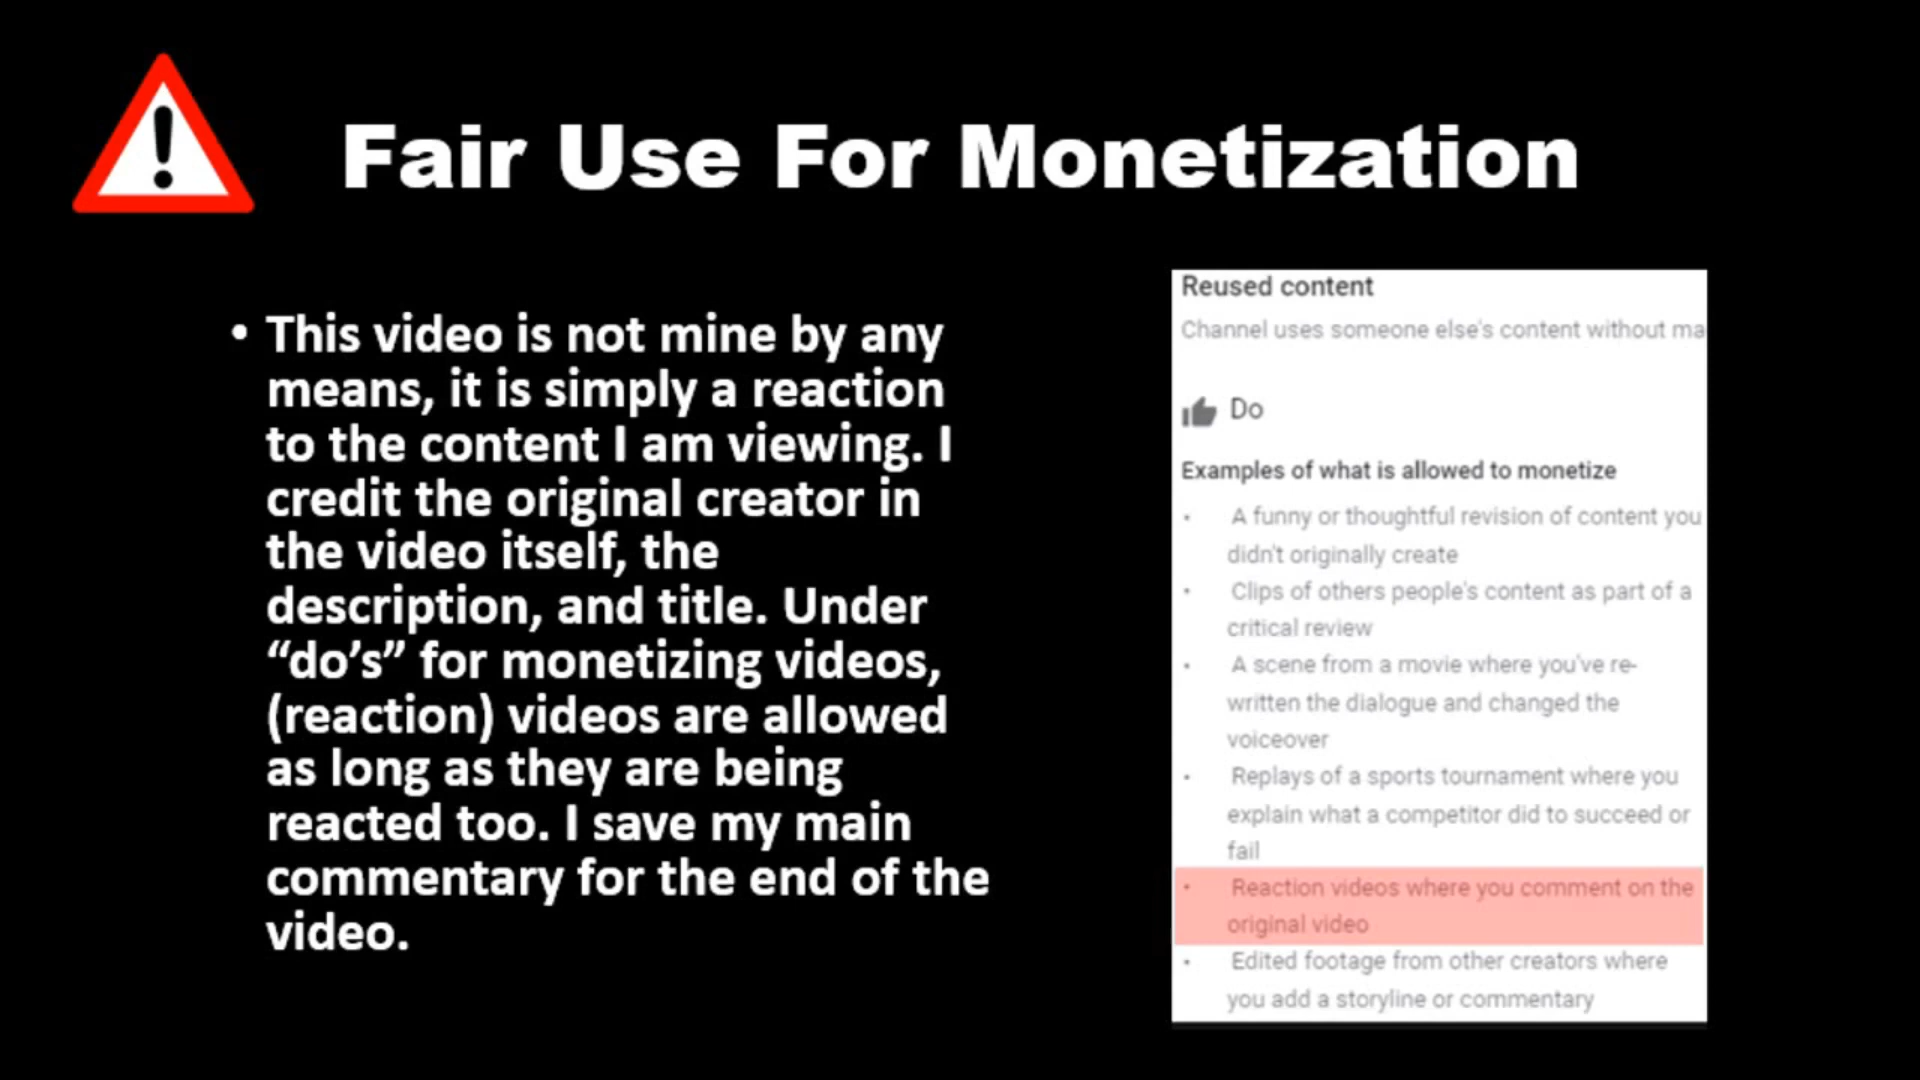 Fair Use For Monetization
• This video is not mine by any
means, it is simply a reaction
to the content I am viewing. I
credit the original creator in
the video itself, the
description, and title. Under
“do’s” for monetizing videos,
(reaction) videos are allowed
as long as they are being
reacted too. I save my main
commentary for the end of the
video.
Reused content
Channel uses someone else's content without ma
Do
Examples of what is allowed to monetize
• A funny or thoughtful revision of content you
didn't originally create
• Clips of others people's content as part of a
critical review
• A scene from a movie where you've re-
written the dialogue and changed the
voiceover
• Replays of a sports tournament where you
explain what a competitor did to succeed or
fail
• Reaction videos where you comment on the
original video
• Edited footage from other creators where
you add a storyline or commentary